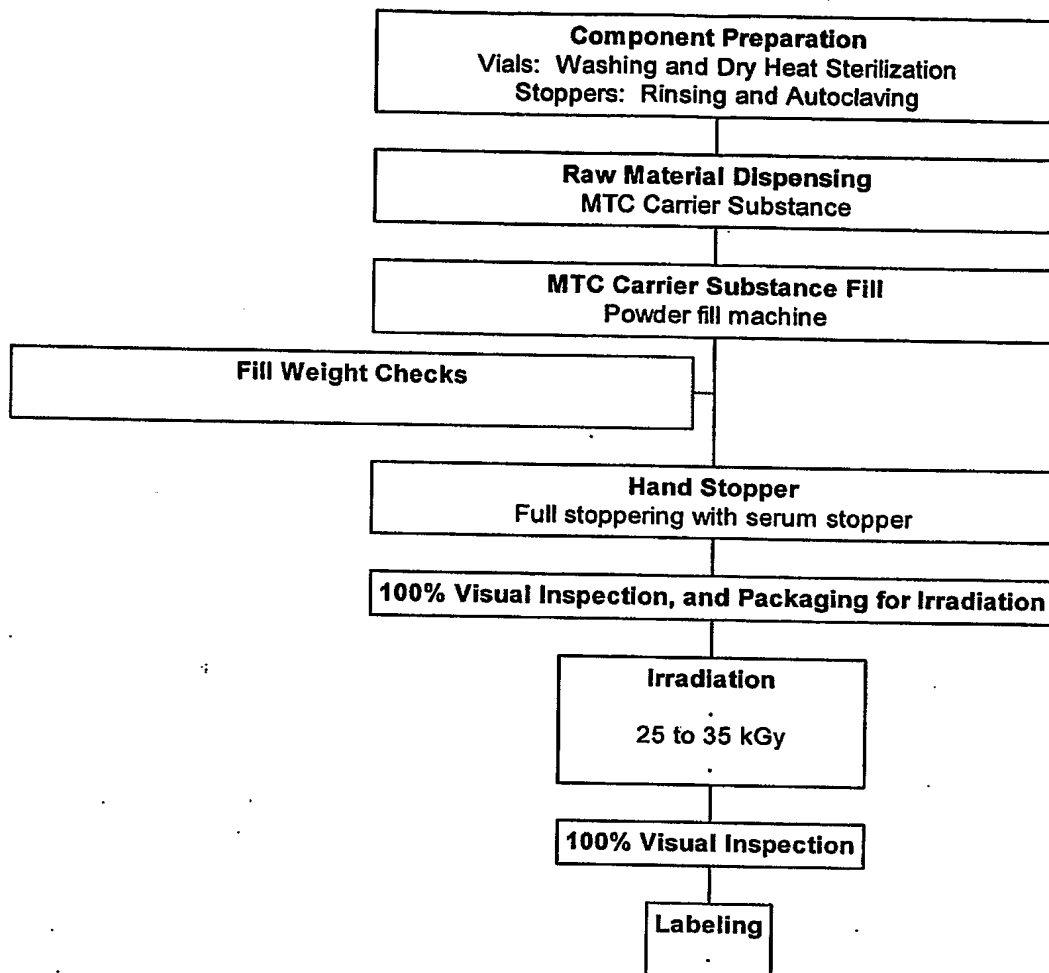 Component Preparation
Vials: Washing and Dry Heat Sterilization
Stoppers: Rinsing and Autoclaving
Raw Material Dispensing
MTC Carrier Substance
MTC Carrier Substance Fill
Powder fill machine
Fill Weight Checks
Hand Stopper
Full stoppering with serum stopper
100% Visual Inspection, and Packaging for Irradiation
Irradiation
25 to 35 kGy
100% Visual Inspection
Labeling